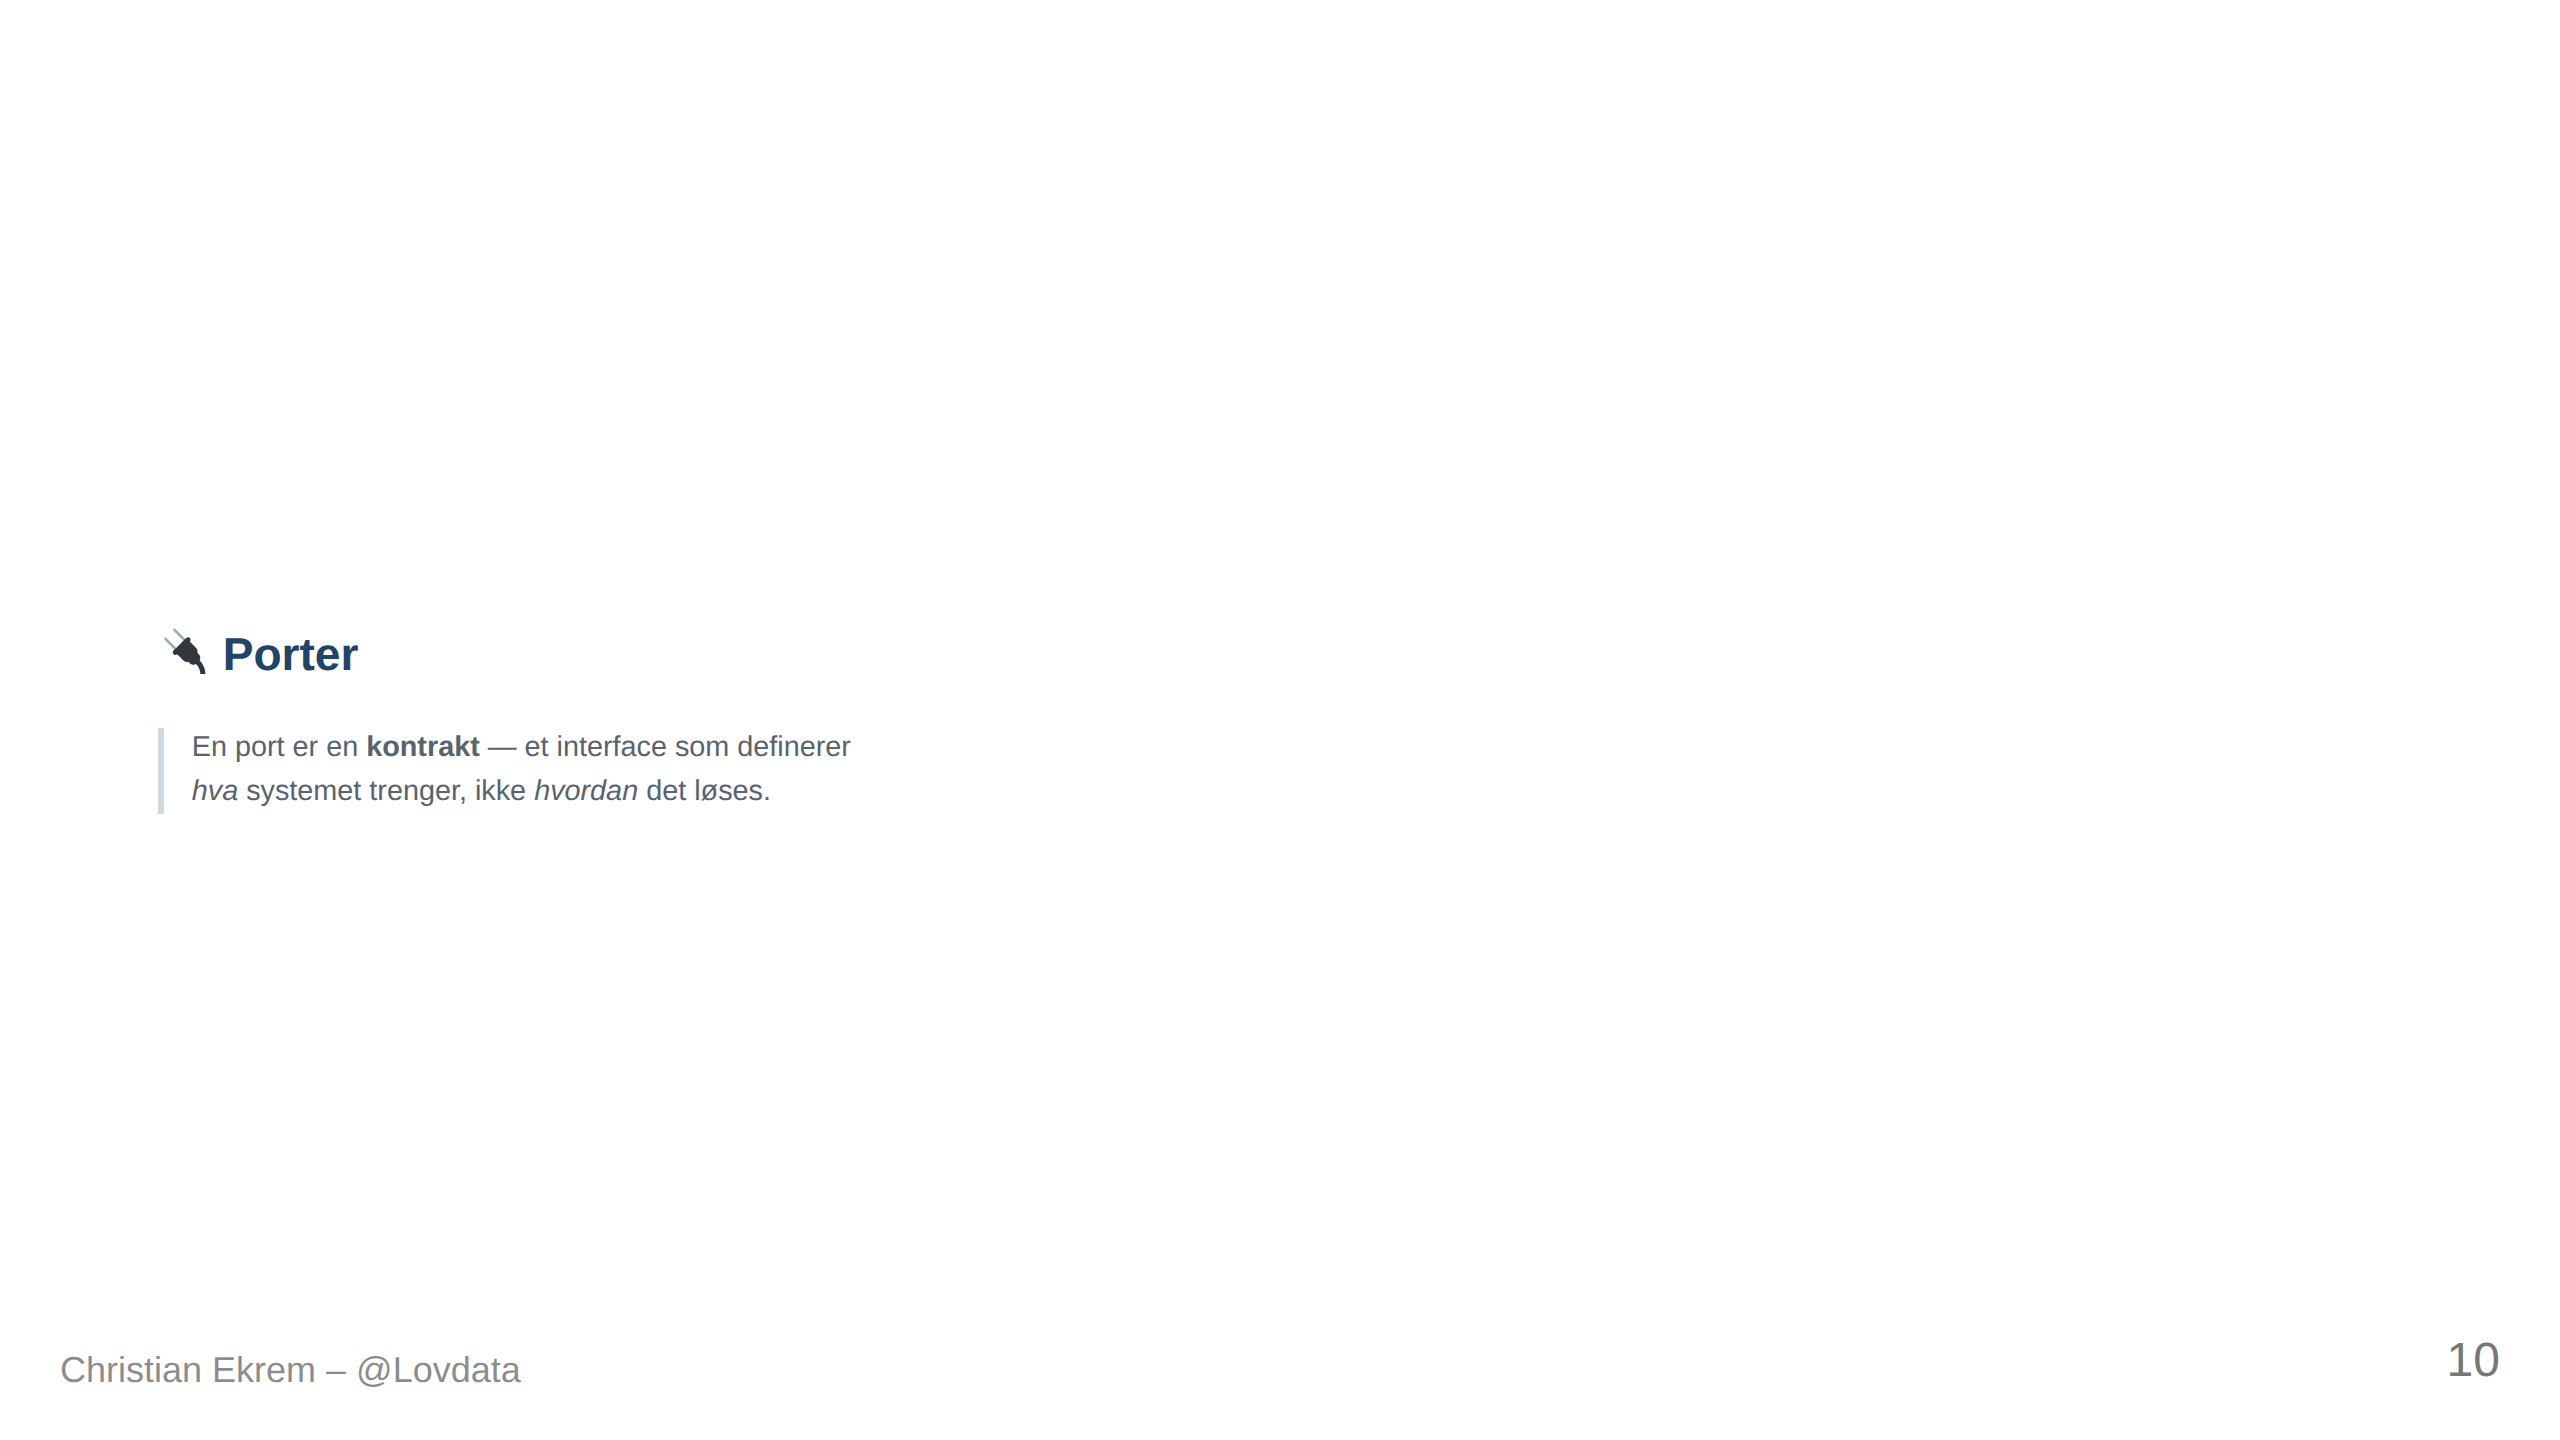 🔌 Porter
En port er en kontrakt — et interface som definerer
hva systemet trenger, ikke hvordan det løses.
Christian Ekrem – @Lovdata
10